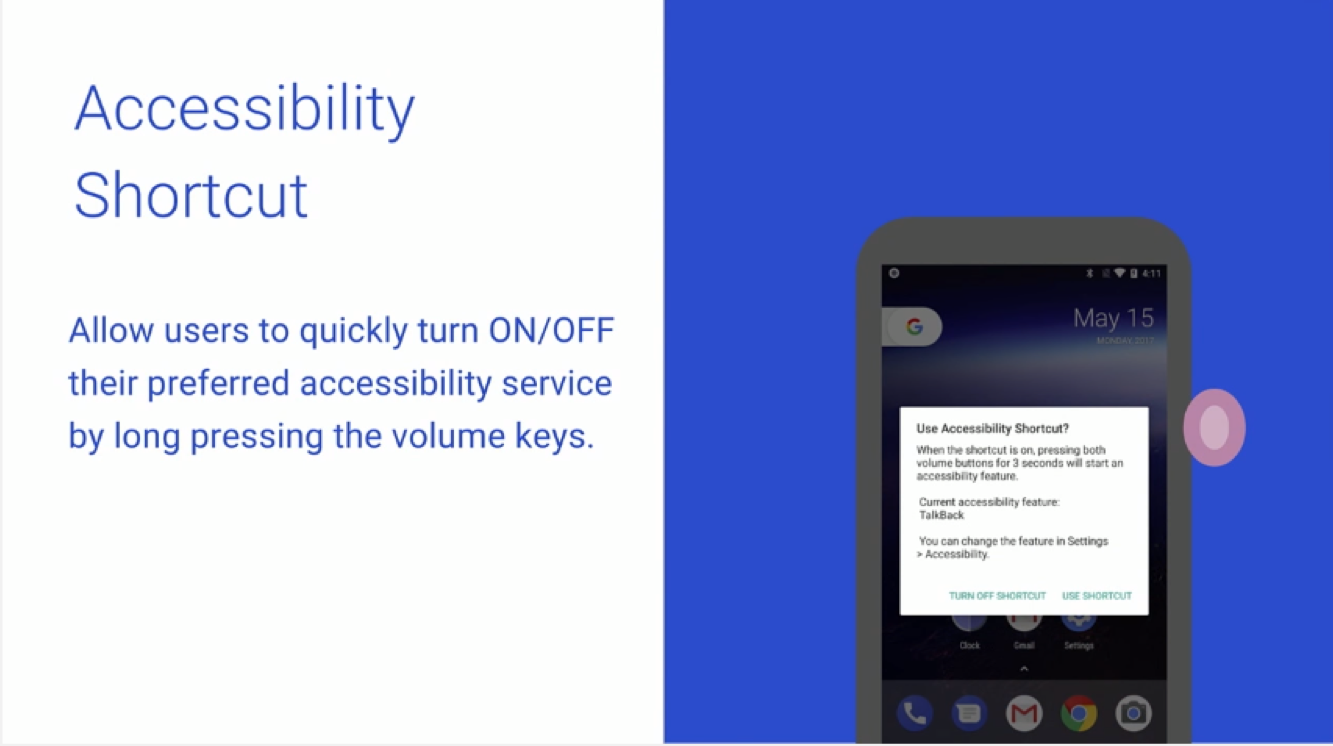 Accessibility
Shortcut
Allow users to quickly turn ON/OFF
their preferred accessibility service
by long pressing the volume keys.
4:11
G
May 15
MONDAY, 2017
Use Accessibility Shortcut?
When the shortcut is on, pressing both
volume buttons for 3 seconds will start an
accessibility feature.
Current accessibility feature:
TalkBack
You can change the feature in Settings
> Accessibility.
TURN OFF SHORTCUT USE SHORTCUT
Clock Gmail Settings